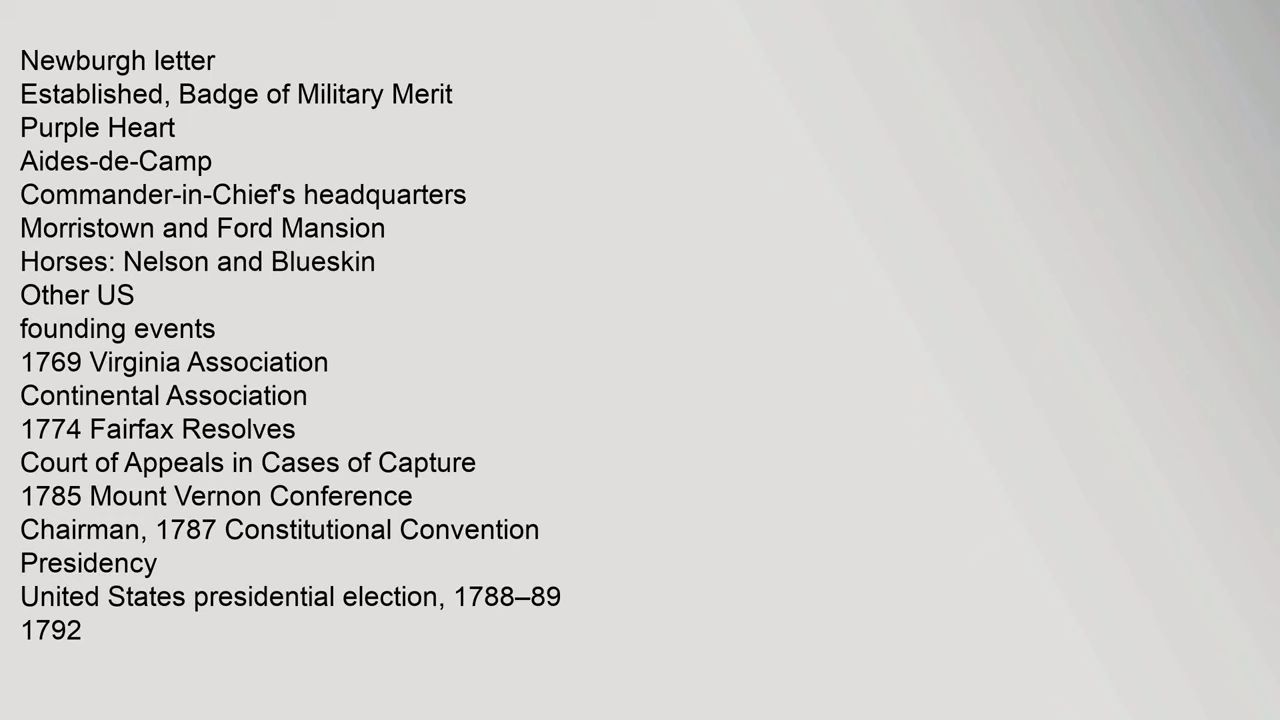 Newburgh letter
Established, Badge of Military Merit
Purple Heart
Aides-de-Camp
Commander-in-Chief's headquarters
Morristown and Ford Mansion
Horses: Nelson and Blueskin
Other US
founding events
1769 Virginia Association
Continental Association
1774 Fairfax Resolves
Court of Appeals in Cases of Capture
1785 Mount Vernon Conference
Chairman, 1787 Constitutional Convention
Presidency
United States presidential election, 1788–89
1792